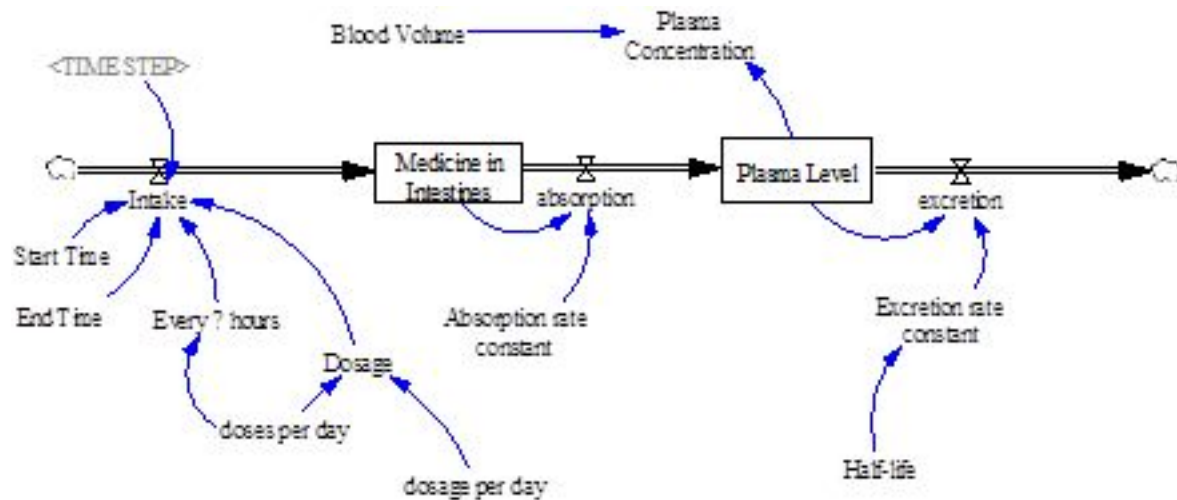 Blood Volume
Plasma
Concentration
<TIME STEP>
Medicine in
Intestines
Plasma Level
Intake
absorption
excretion
Start Time
End Time
Every ? hours
Absorption rate
constant
Excretion rate
constant
Dosage
doses per day
dosage per day
Half-life